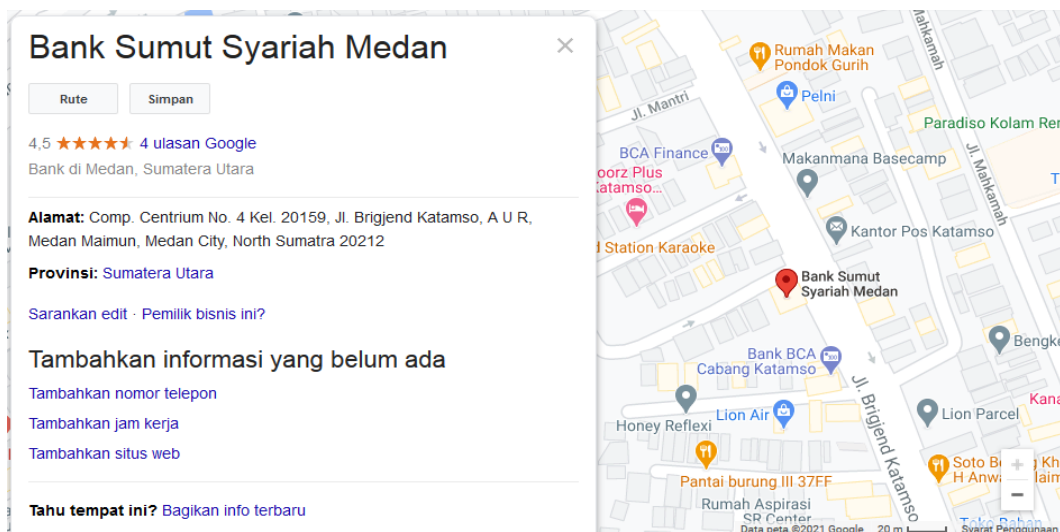 Bank Sumut Syariah Medan
Rute
Simpan
4,5
4 ulasan Google
Bank di Medan, Sumatera Utara
Alamat: Comp. Centrium No. 4 Kel. 20159, Jl. Brigjend Katamso, A U R,
Medan Maimun, Medan City, North Sumatra 20212
Provinsi: Sumatera Utara
Sarankan edit · Pemilik bisnis ini?
Tambahkan informasi yang belum ada
Tambahkan nomor telepon
Tambahkan jam kerja
Tambahkan situs web
Tahu tempat ini? Bagikan info terbaru
Rumah Makan
Pondok Gurih
Pelni
Jl. Mantri
Paradiso Kolam
BCA Finance
Makanmana Basecamp
Jl. Mahkamah
Plus
Kantor Pos Katamso
Station Karaoke
Bank Sumut
Syariah Medan
Bank BCA
Cabang Katamso
Jl. Brigjend Katamso
Lion Air
Lion Parcel
Honey Reflexi
Soto
Pantai burung III 37FF
Rumah Aspirasi
SR Center
Data peta ©2021 Google
20 m
Syarat Penggunaan